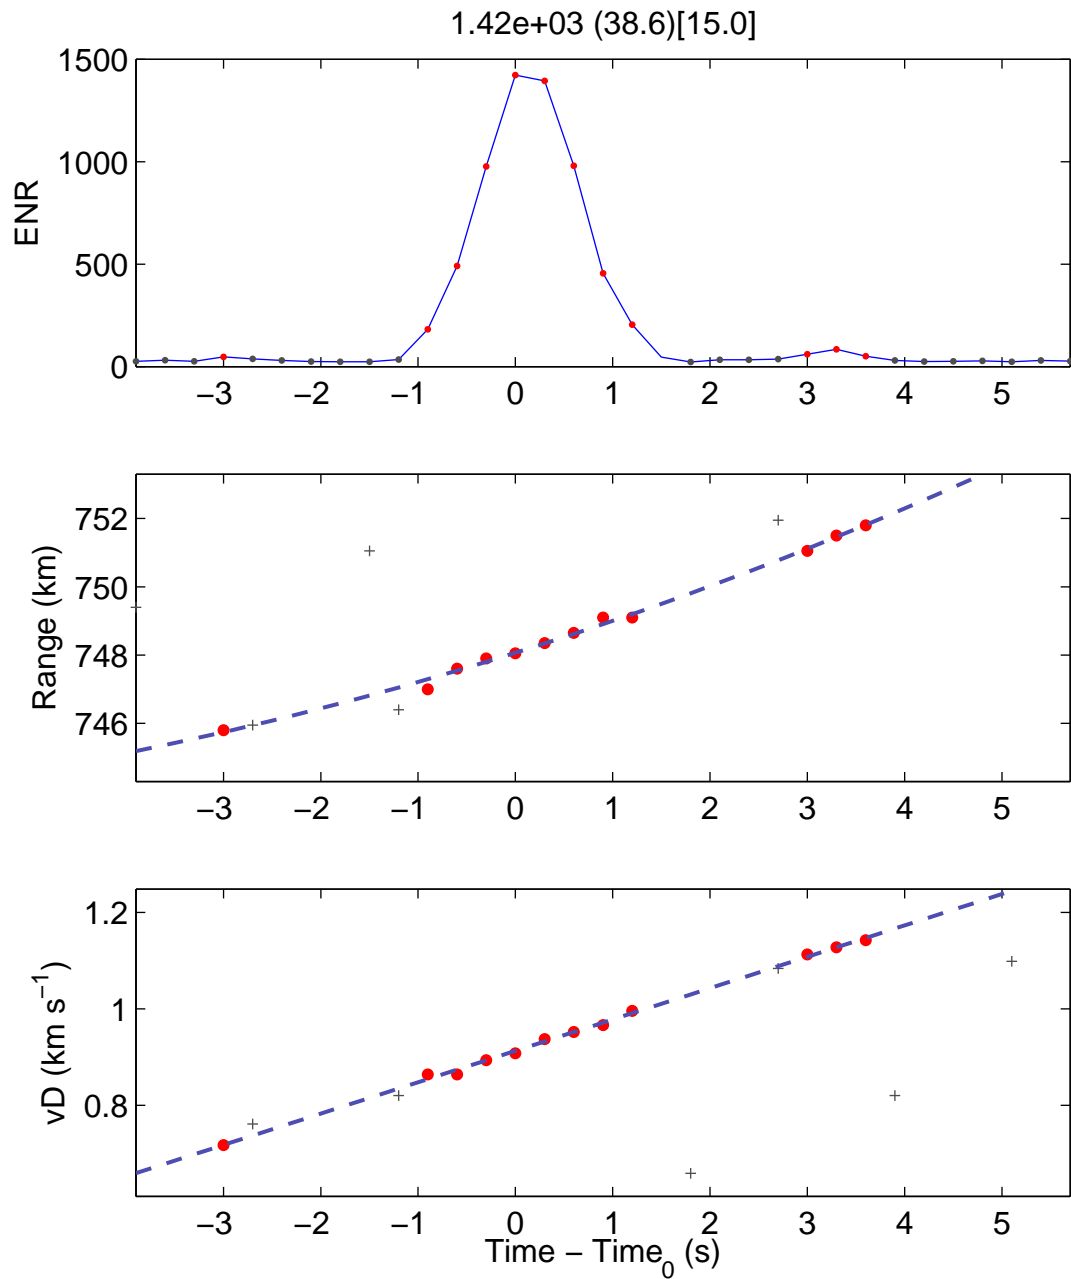 1.42e+03 (38.6)[15.0]
1500
1000
500
0
ENR
−3 −2 −1 0 1 2 3 4 5
752
750
748
746
Range (km)
−3 −2 −1 0 1 2 3 4 5
1.2
1
0.8
vD (km s−1)
−3 −2 −1 0 1 2 3 4 5
Time − Time0 (s)